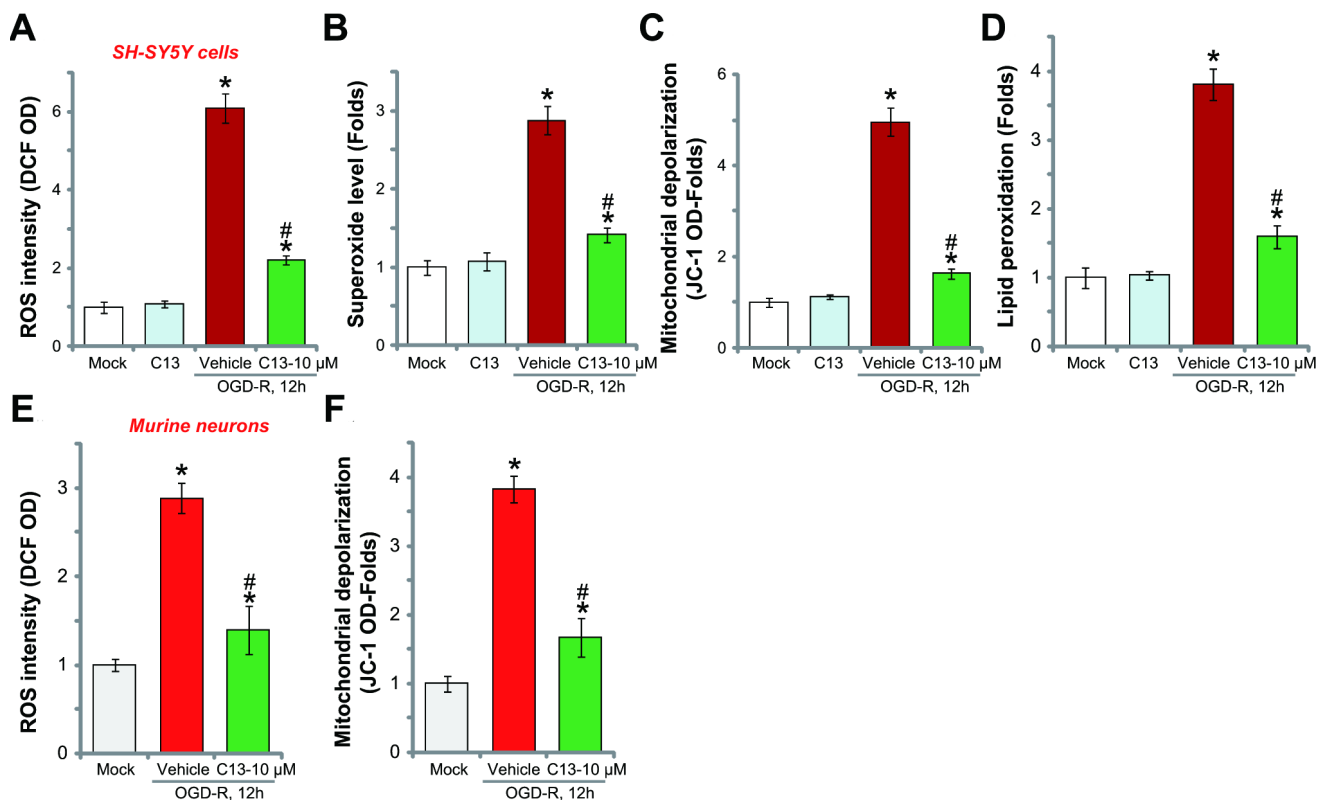 A
SH-SY5Y cells
ROS intensity (DCF OD)
6
4
2
0
Mock
C13
Vehicle
C13-10 µM
OGD-R, 12h
*
#
*
B
Superoxide level (Folds)
3
2
1
0
Mock
C13
Vehicle
C13-10 µM
OGD-R, 12h
*
#
*
C
Mitochondrial depolarization
(JC-1 OD-Folds)
6
4
2
0
Mock
C13
Vehicle
C13-10 µM
OGD-R, 12h
*
#
*
D
Lipid peroxidation (Folds)
4
2
1
0
Mock
C13
Vehicle
C13-10 µM
OGD-R, 12h
*
#
*
E
Murine neurons
ROS intensity (DCF OD)
3
2
1
0
Mock
Vehicle
C13-10 µM
OGD-R, 12h
*
#
*
F
Mitochondrial depolarization
(JC-1 OD-Folds)
4
3
2
1
0
Mock
Vehicle
C13-10 µM
OGD-R, 12h
*
#
*